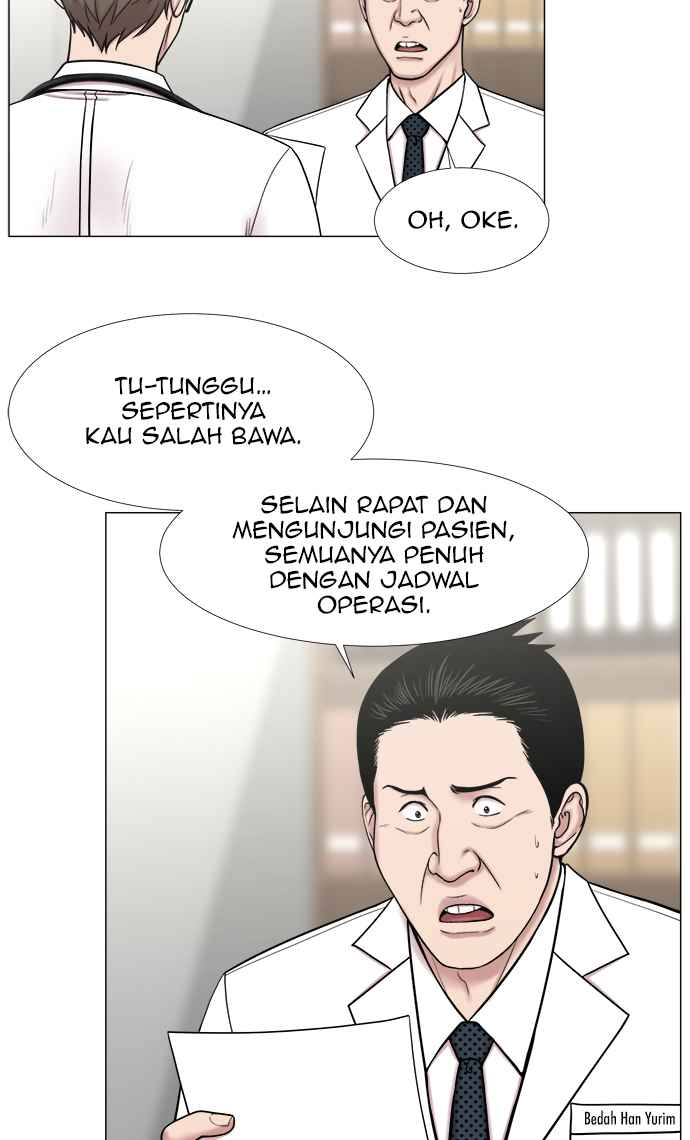 OH, OKE.
TU-TUNGGU...
SEPERTINYA
KAU SALAH BAWA.
SELAIN RAPAT DAN
MENGUNJUNGI PASIEN,
SEMUANYA PENUH
DENGAN JADWAL
OPERASI.
Bedah Han Yurim